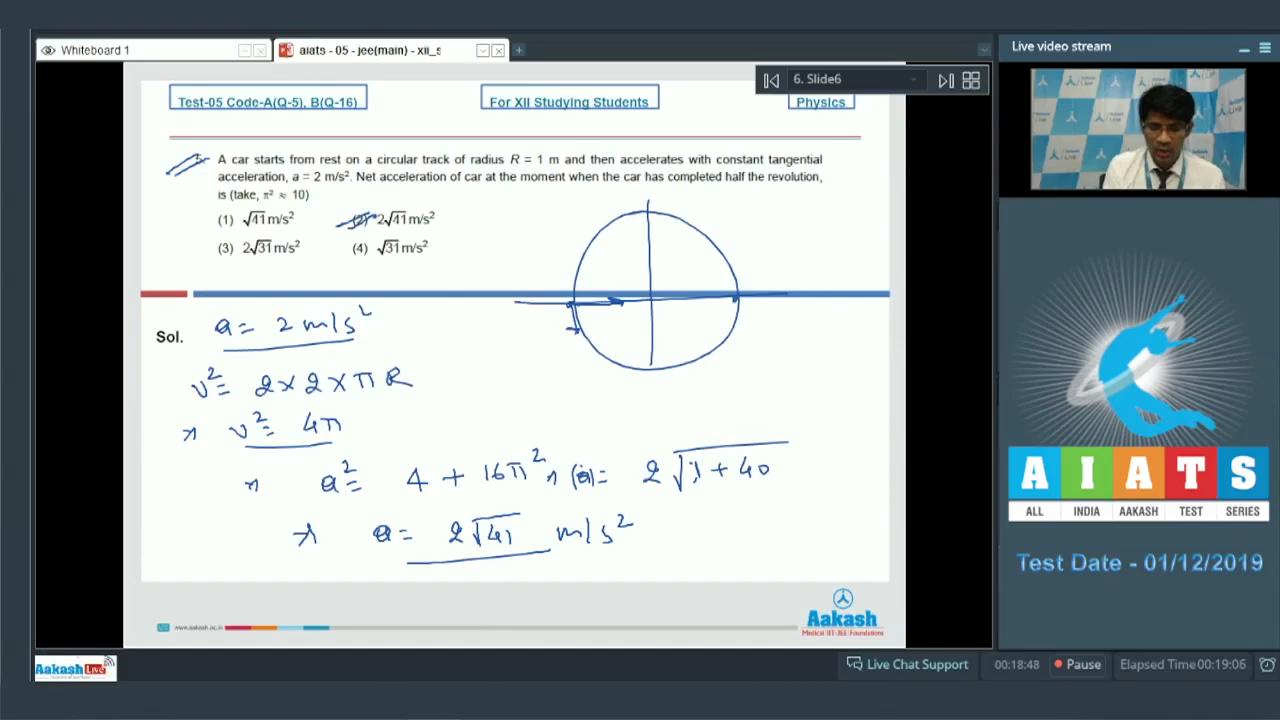 Whiteboard 1
aiats - 05 - jee(main) - xii_s
Live video stream
6. Slide6
Test-05 Code-A(Q-5), B(Q-16)
For XII Studying Students
Physics
A car starts from rest on a circular track of radius R = 1 m and then accelerates with constant tangential
acceleration, a = 2 m/s². Net acceleration of car at the moment when the car has completed half the revolution,
is (take, π² ≈ 10)
(1) √41 m/s²
(2) 2√41 m/s²
(3) 2√31 m/s²
(4) √31 m/s²
Sol.
a = 2 m/s²
v² = 2 × 2 × π R
v² = 4π
a² = 4 + 16π² (a) = 2√1 + 40
a = 2√41 m/s²
www.aakash.ac.in
Aakash
Medical|IIT-JEE|Foundations
AIATS
ALL INDIA AAKASH TEST SERIES
Test Date - 01/12/2019
Aakash Live
Live Chat Support
00:18:48
Pause
Elapsed Time 00:19:06